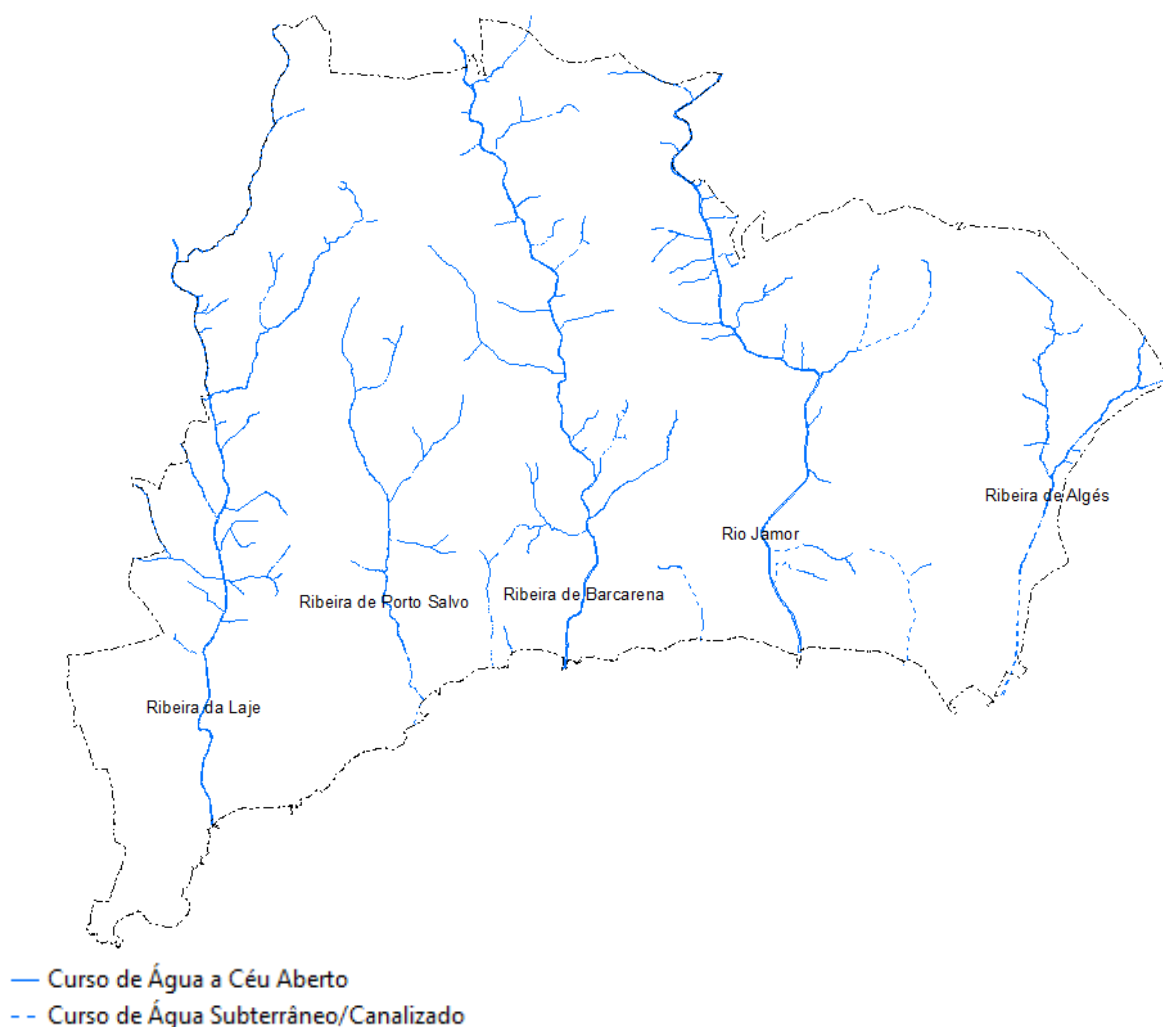 Ribeira de Algés
Rio Jamor
Ribeira de Barcarena
Ribeira de Porto Salvo
Ribeira da Laje
Curso de Água a Céu Aberto
Curso de Água Subterrâneo/Canalizado